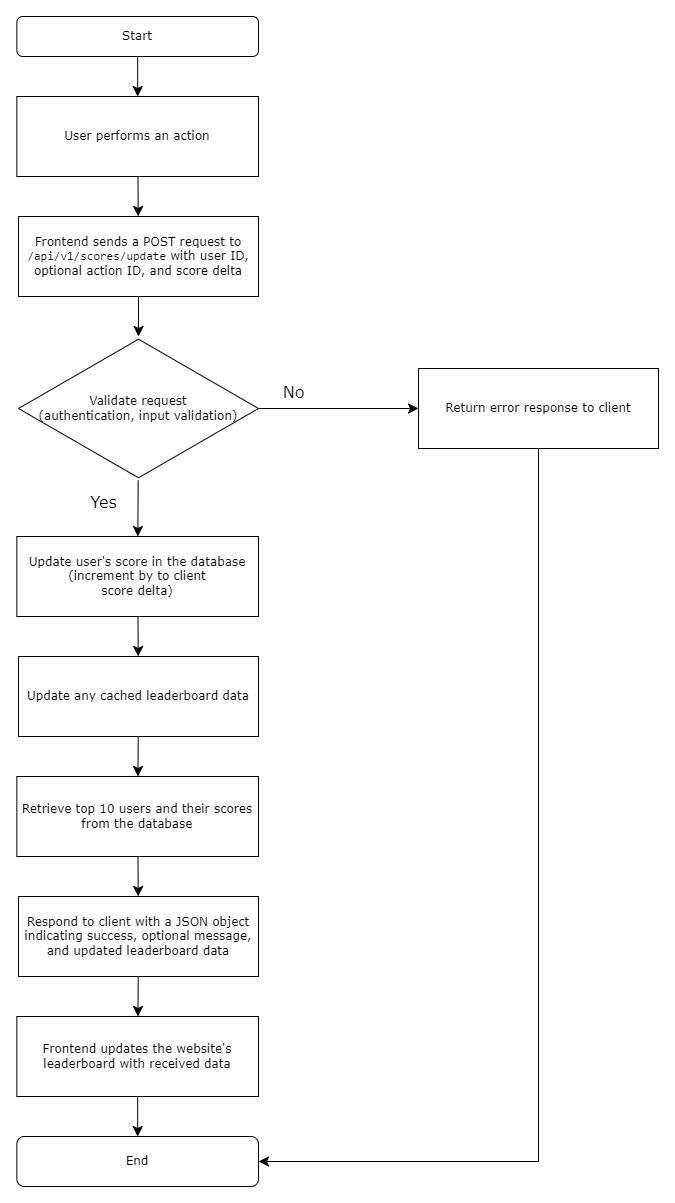 Start
User performs an action
Frontend sends a POST request to
/api/v1/scores/update with user ID,
optional action ID, and score delta
Validate request
(authentication, input validation)
No
Return error response to client
Yes
Update user's score in the database
(increment by to client
score delta)
Update any cached leaderboard data
Retrieve top 10 users and their scores
from the database
Respond to client with a JSON object
indicating success, optional message,
and updated leaderboard data
Frontend updates the website's
leaderboard with received data
End